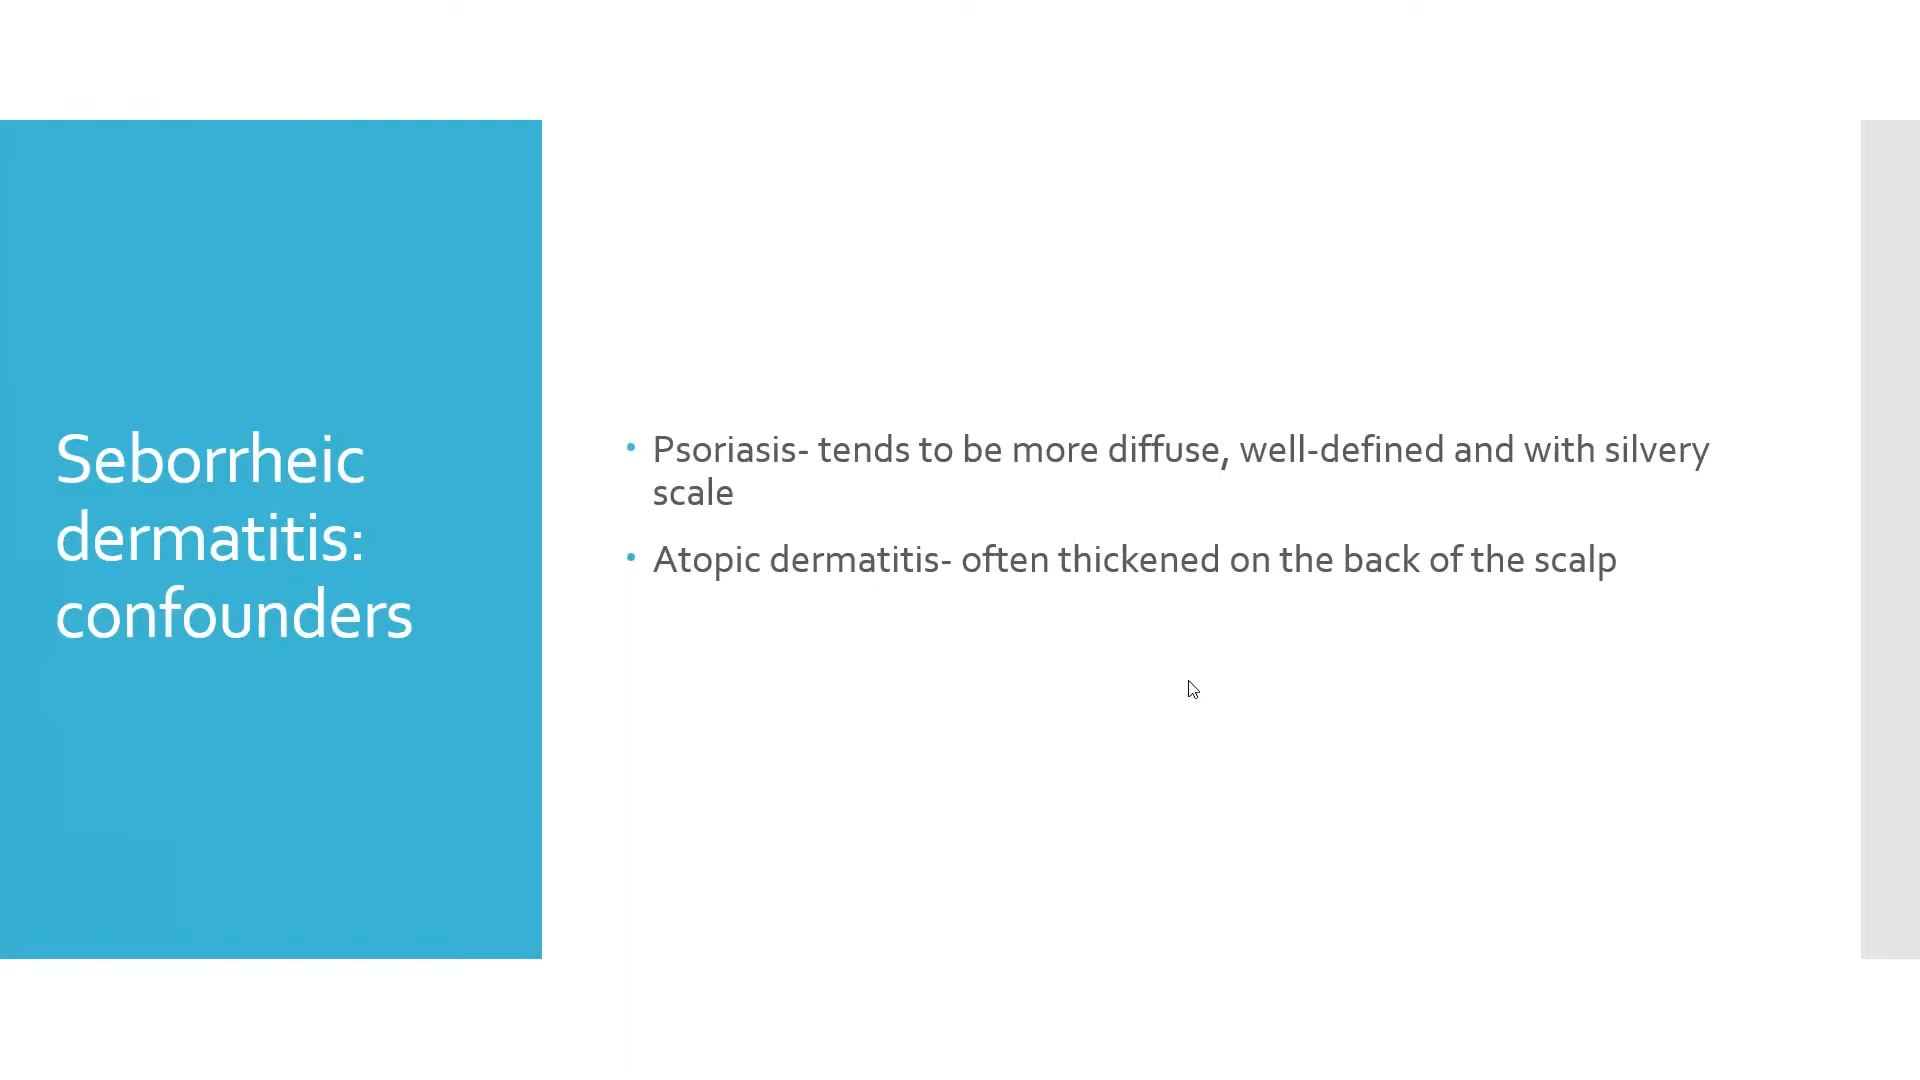 Seborrheic
dermatitis:
confounders
• Psoriasis- tends to be more diffuse, well-defined and with silvery
scale
• Atopic dermatitis- often thickened on the back of the scalp